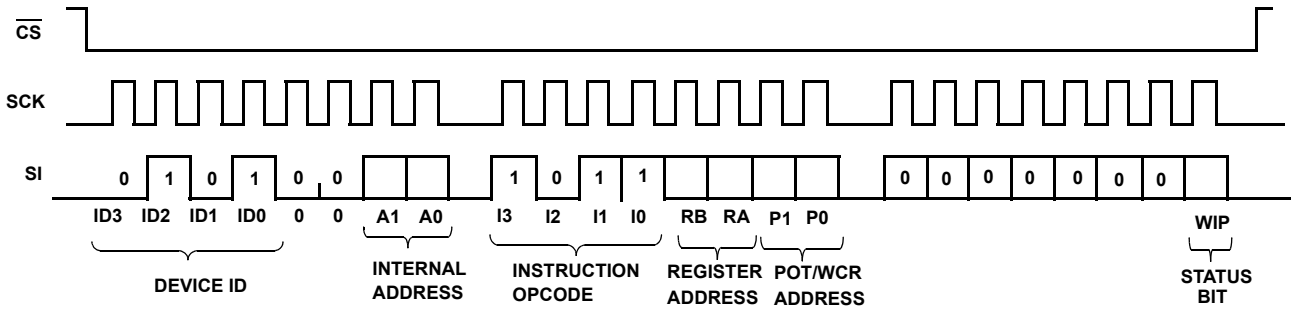 CS
SCK
SI
0 1 0 1 0 0 1 0 1 1 0 0 0 0 0 0 0
ID3 ID2 ID1 ID0 0 0 A1 A0 I3 I2 I1 I0 RB RA P1 P0 WIP
DEVICE ID
INTERNAL
ADDRESS
INSTRUCTION
OPCODE
REGISTER
ADDRESS
POT/WCR
ADDRESS
STATUS
BIT